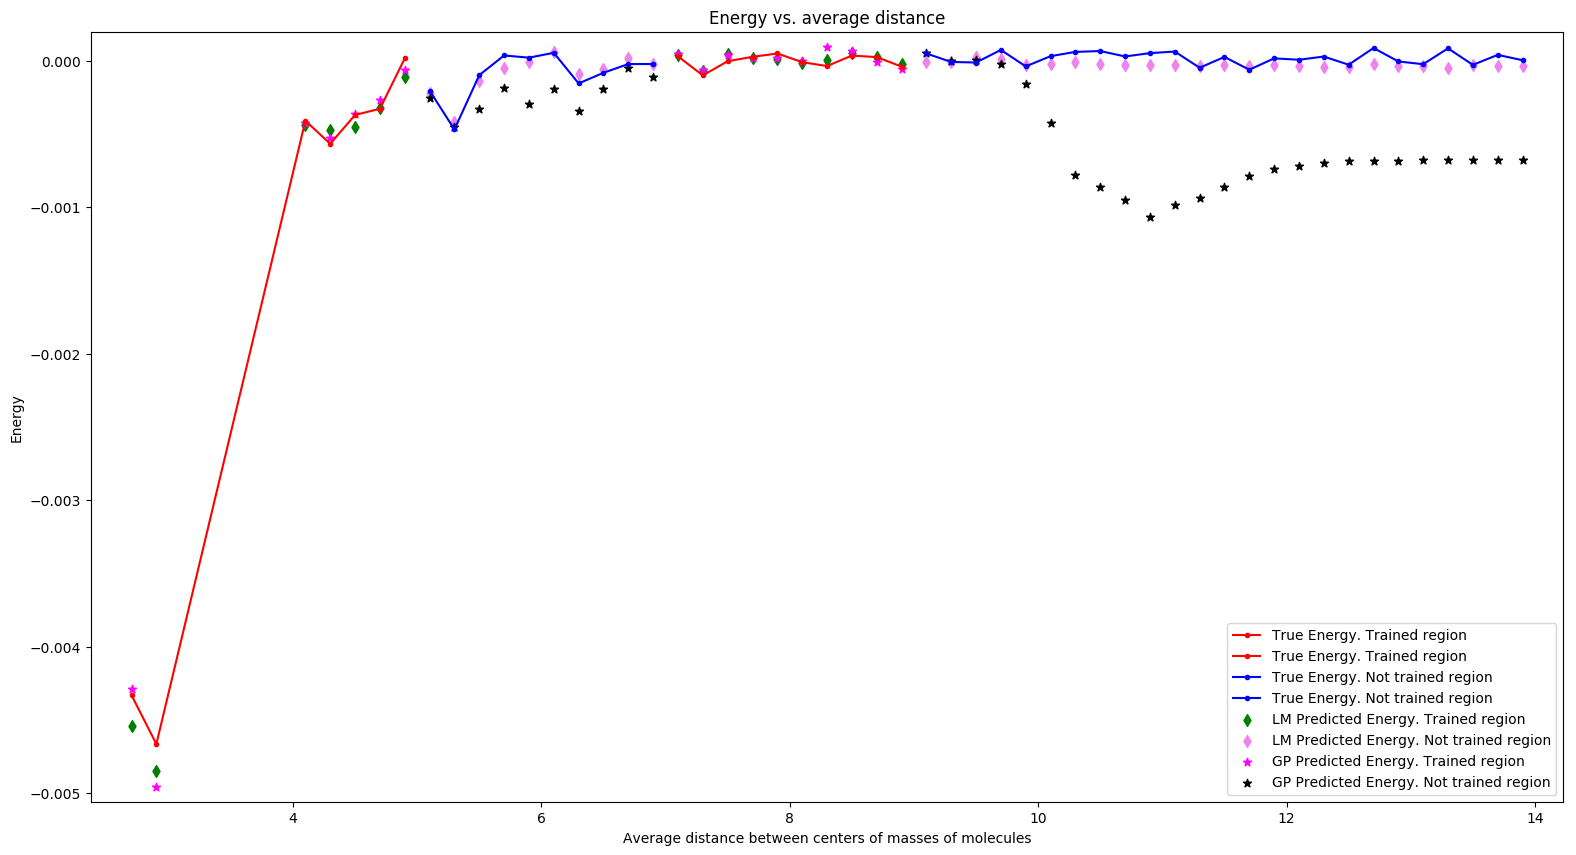 Energy vs. average distance
Energy
0.000
−0.001
−0.002
−0.003
−0.004
−0.005
4
6
8
10
12
14
Average distance between centers of masses of molecules
True Energy. Trained region
True Energy. Trained region
True Energy. Not trained region
True Energy. Not trained region
LM Predicted Energy. Trained region
LM Predicted Energy. Not trained region
GP Predicted Energy. Trained region
GP Predicted Energy. Not trained region